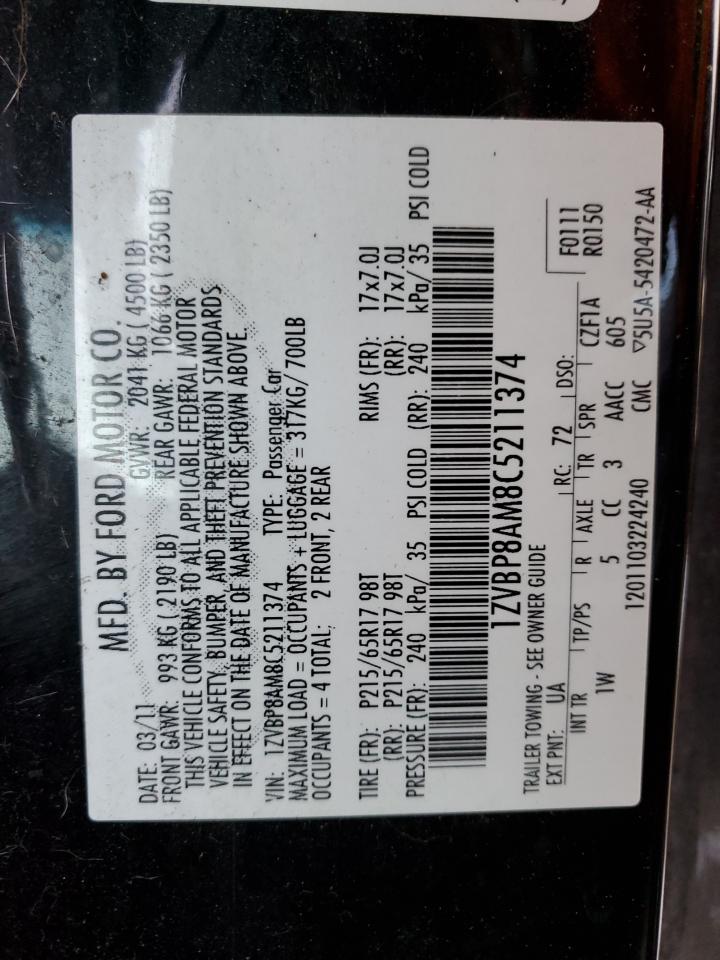 MFD. BY FORD MOTOR CO.
DATE: 03/11 GVWR: 2041 KG ( 4500 LB)
FRONT GAWR: 993 KG ( 2190 LB) REAR GAWR: 1066 KG ( 2350 LB)
THIS VEHICLE CONFORMS TO ALL APPLICABLE FEDERAL MOTOR
VEHICLE SAFETY, BUMPER, AND THEFT PREVENTION STANDARDS
IN EFFECT ON THE DATE OF MANUFACTURE SHOWN ABOVE.
VIN: 1ZVBP8AM8C5211374 TYPE: Passenger Car
MAXIMUM LOAD = OCCUPANTS + LUGGAGE = 317KG/ 700LB
OCCUPANTS = 4 TOTAL; 2 FRONT, 2 REAR
TIRE (FR): P215/65R17 98T RIMS (FR): 17x7.0J
(RR): P215/65R17 98T (RR): 17x7.0J
PRESSURE (FR): 240 kPa/ 35 PSI COLD (RR): 240 kPa/ 35 PSI COLD
1ZVBP8AM8C5211374
TRAILER TOWING - SEE OWNER GUIDE
EXT PNT: UA RC: 72 DSO: F0111
R0150
INT TR TP/PS R AXLE TR SPR CZF1A
1W 5 CC 3 AACC 605
1201103224240 CMC ▽5U5A-5420472-AA